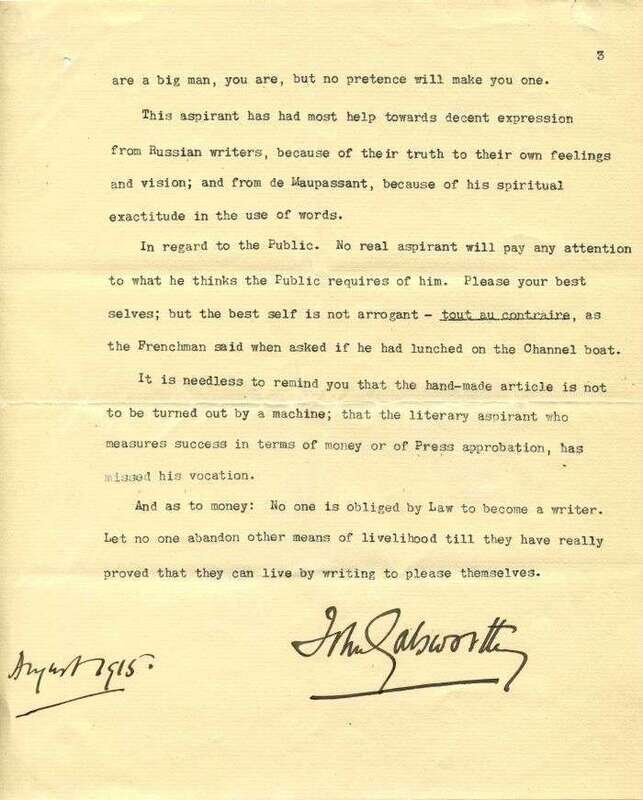 3
are a big man, you are, but no pretence will make you one.
This aspirant has had most help towards decent expression
from Russian writers, because of their truth to their own feelings
and vision; and from de Maupassant, because of his spiritual
exactitude in the use of words.
In regard to the Public. No real aspirant will pay any attention
to what he thinks the Public requires of him. Please your best
selves; but the best self is not arrogant - tout au contraire, as
the Frenchman said when asked if he had lunched on the Channel boat.
It is needless to remind you that the hand-made article is not
to be turned out by a machine; that the literary aspirant who
measures success in terms of money or of Press approbation, has
missed his vocation.
And as to money: No one is obliged by Law to become a writer.
Let no one abandon other means of livelihood till they have really
proved that they can live by writing to please themselves.
John Galsworthy
August 1915.